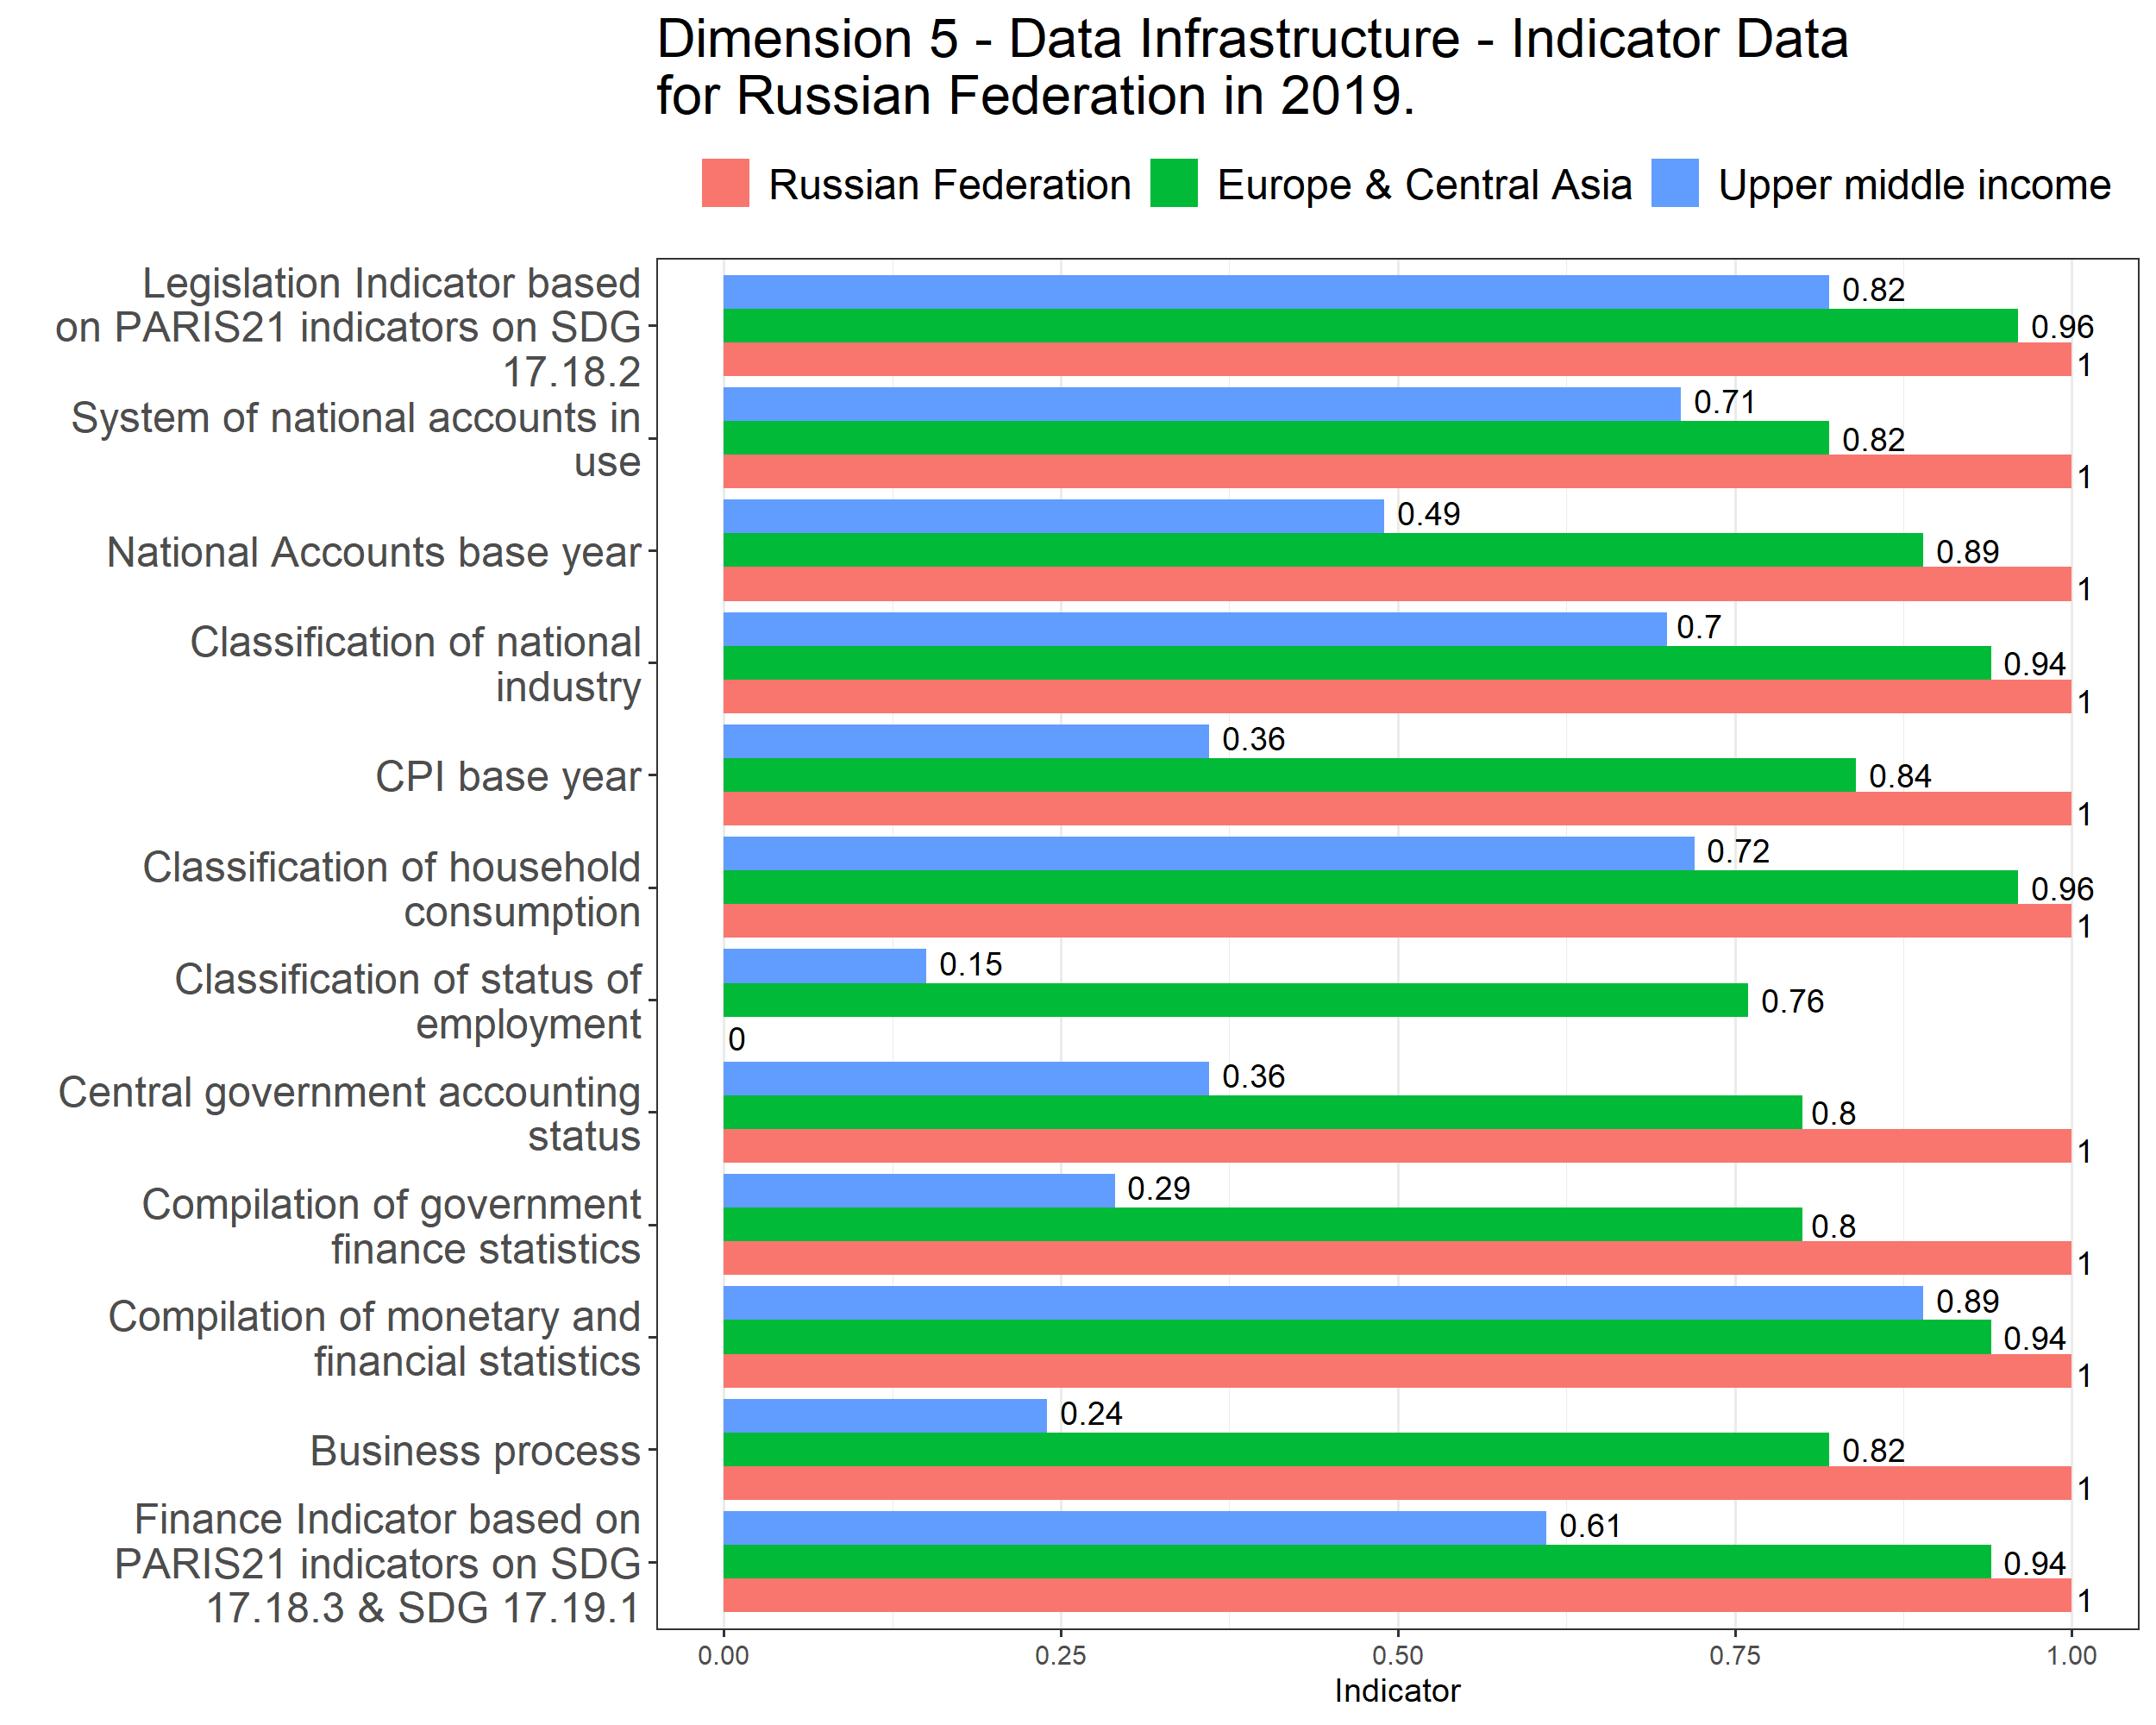 Dimension 5 - Data Infrastructure - Indicator Data
for Russian Federation in 2019.
Russian Federation
Europe & Central Asia
Upper middle income
Legislation Indicator based
on PARIS21 indicators on SDG
17.18.2
0.82
0.96
1
System of national accounts in
use
0.71
0.82
1
National Accounts base year
0.49
0.89
1
Classification of national
industry
0.7
0.94
1
CPI base year
0.36
0.84
1
Classification of household
consumption
0.72
0.96
1
Classification of status of
employment
0.15
0.76
0
Central government accounting
status
0.36
0.8
1
Compilation of government
finance statistics
0.29
0.8
1
Compilation of monetary and
financial statistics
0.89
0.94
1
Business process
0.24
0.82
1
Finance Indicator based on
PARIS21 indicators on SDG
17.18.3 & SDG 17.19.1
0.61
0.94
1
0.00
0.25
0.50
0.75
1.00
Indicator